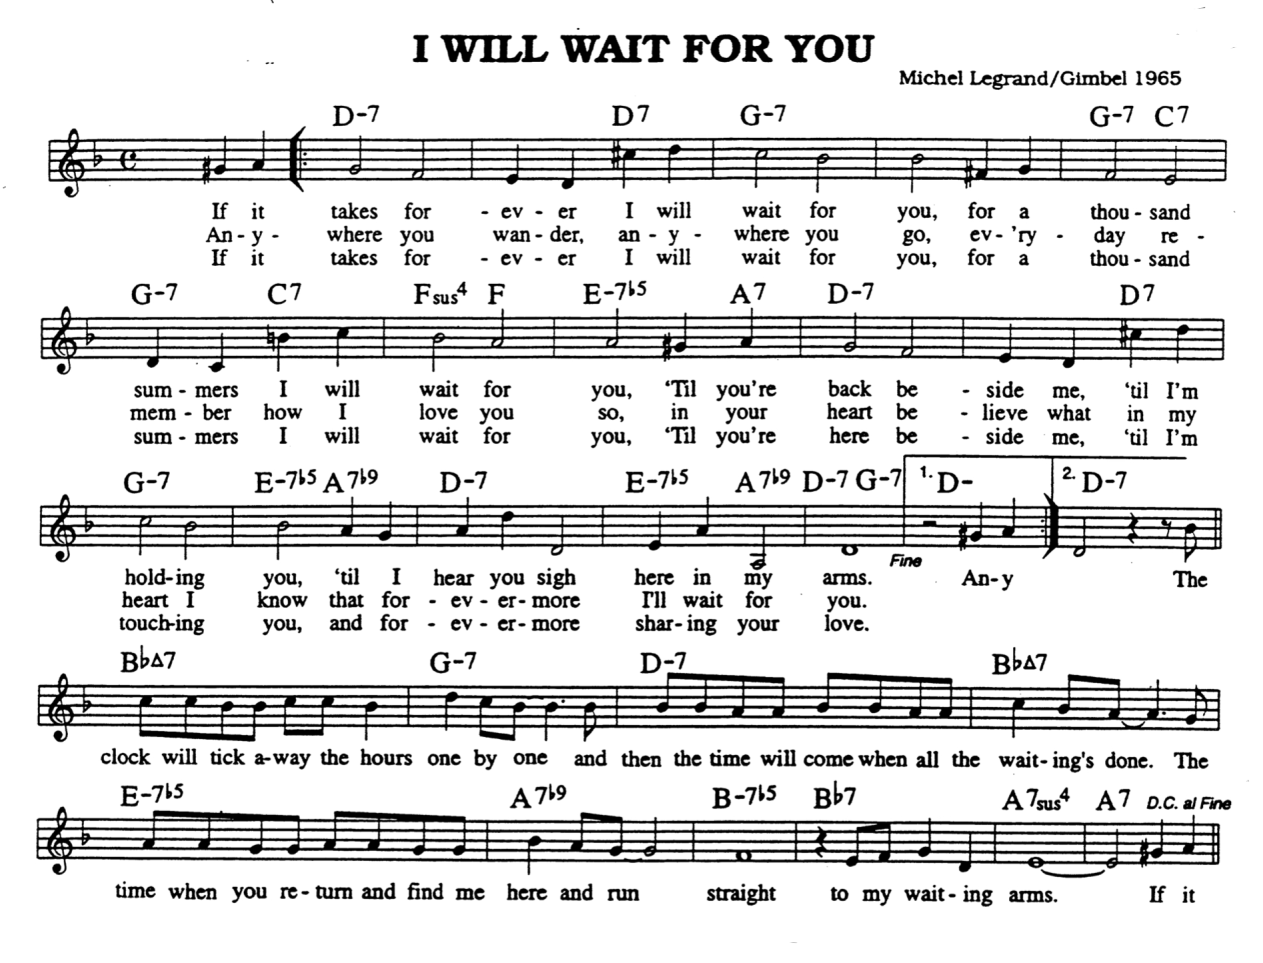 I WILL WAIT FOR YOU
Michel Legrand/Gimbel 1965
D-7 D7 G-7 G-7 C7
If it takes for - ev - er I will wait for you, for a thou - sand
An - y - where you wan - der, an - y - where you go, ev - 'ry - day re -
If it takes for - ev - er I will wait for you, for a thou - sand
G-7 C7 Fsus4 F E-7♭5 A7 D-7 D7
sum - mers I will wait for you, 'Til you're back be - side me, 'til I'm
mem - ber how I love you so, in your heart be - lieve what in my
sum - mers I will wait for you, 'Til you're here be - side me, 'til I'm
G-7 E-7♭5 A7♭9 D-7 E-7♭5 A7♭9 D-7 G-7 1. D- 2. D-7
Fine
hold-ing you, 'til I hear you sigh here in my arms. An-y The
heart I know that for - ev - er-more I'll wait for you.
touch-ing you, and for - ev - er-more shar-ing your love.
B♭Δ7 G-7 D-7 B♭Δ7
clock will tick a-way the hours one by one and then the time will come when all the wait-ing's done. The
E-7♭5 A7♭9 B-7♭5 B♭7 A7sus4 A7 D.C. al Fine
time when you re-turn and find me here and run straight to my wait-ing arms. If it